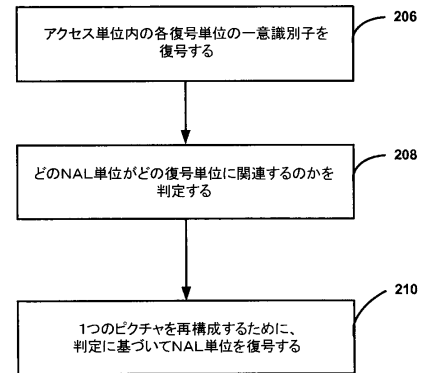 206
アクセス単位内の各復号単位の一意識別子を
復号する
208
どのNAL単位がどの復号単位に関連するのかを
判定する
210
1つのピクチャを再構成するために、
判定に基づいてNAL単位を復号する